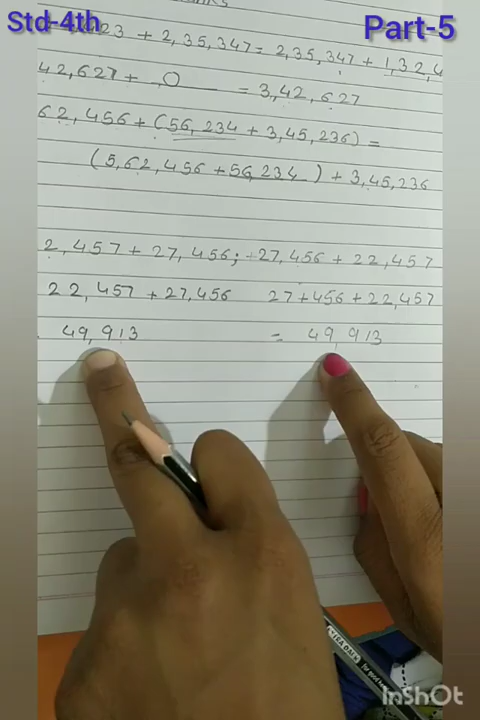 Std-4th
Part-5
423 + 2,35,347 = 2,35,347 + 1,32,4
42,627 + 0 = 3,42,627
62,456 + (56,234 + 3,45,236) =
(5,62,456 + 56,234) + 3,45,236
2,457 + 27,456; 27,456 + 22,457
22,457 + 27,456 27+456 + 22,457
49,913 = 49,913
InShOt